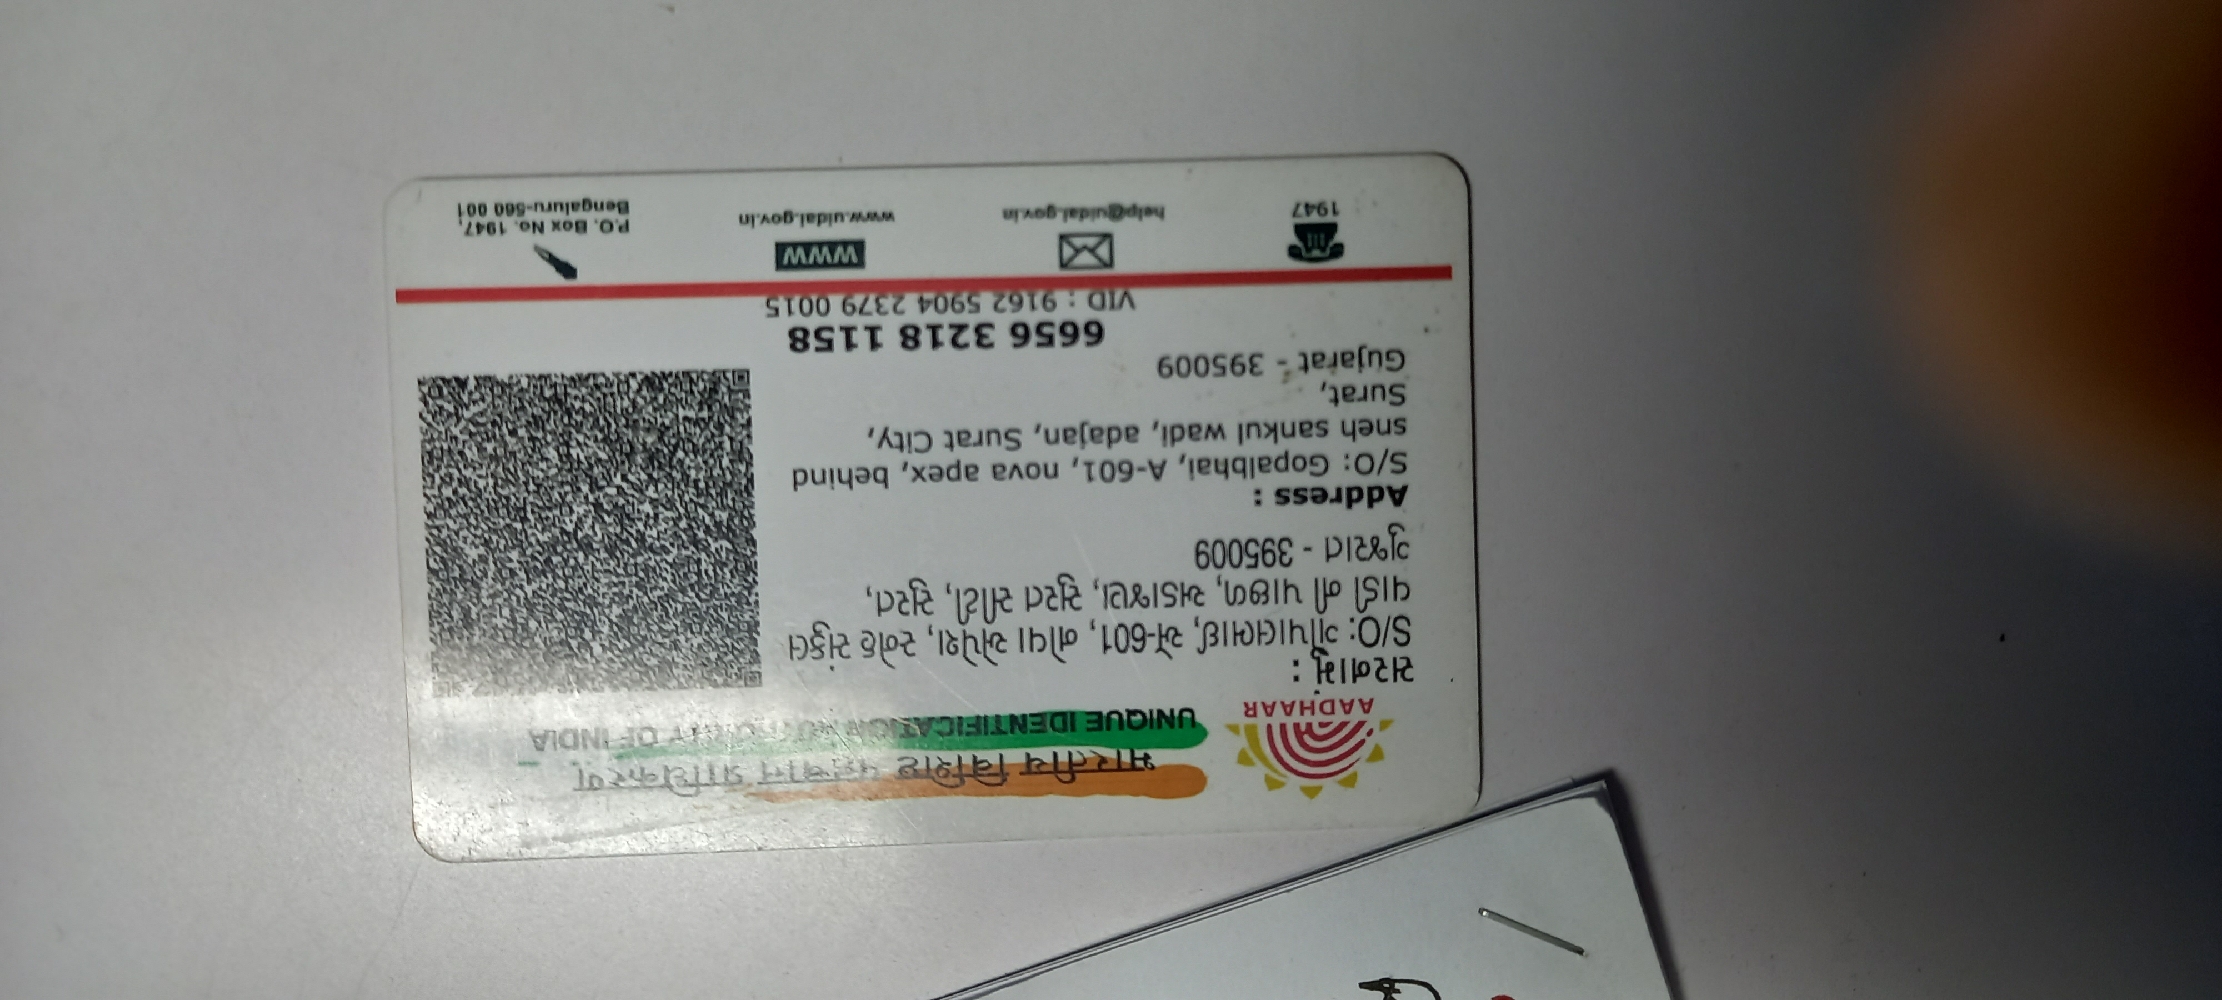 भारतीय विशिष्ट पहचान प्राधिकरण
UNIQUE IDENTIFICATION AUTHORITY OF INDIA
AADHAAR
સરનામું :
S/O: ગોપાલભાઈ, એ-601, નોવા એપેક્ષ, સ્નેહ સંકુલ
વાડી ની પાછળ, અડાજણ, સુરત સીટી, સુરત,
ગુજરાત - 395009
Address :
S/O: Gopalbhai, A-601, nova apex, behind
sneh sankul wadi, adajan, Surat City,
Surat,
Gujarat - 395009
6656 3218 1158
VID : 9162 5904 2379 0015
1947
help@uidai.gov.in
WWW
www.uidai.gov.in
P.O. Box No. 1947,
Bengaluru-560 001